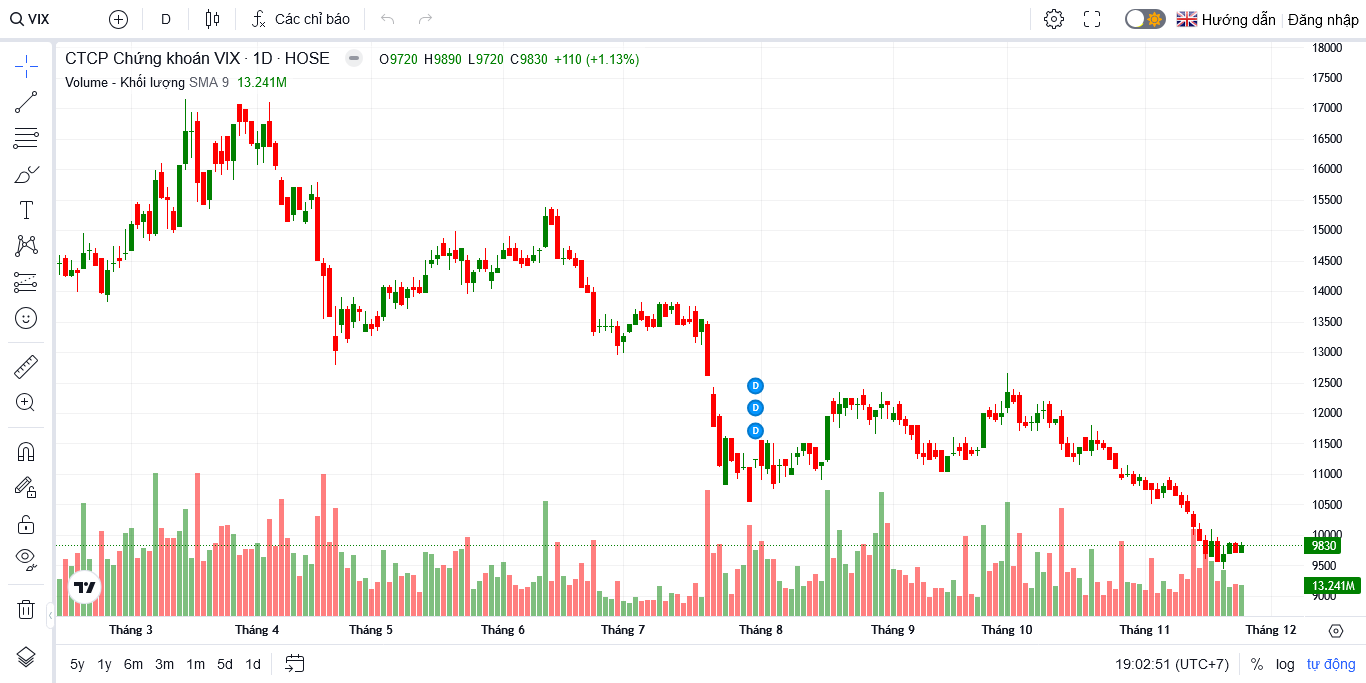 VIX D Các chỉ báo Hướng dẫn Đăng nhập
CTCP Chứng khoán VIX · 1D · HOSE O9720 H9890 L9720 C9830 +110 (+1.13%)
Volume - Khối lượng SMA 9 13.241M
18000
17500
17000
16500
16000
15500
15000
14500
14000
13500
13000
12500
12000
11500
11000
10500
10000
9830
9500
13.241M
9000
D
D
D
Tháng 3 Tháng 4 Tháng 5 Tháng 6 Tháng 7 Tháng 8 Tháng 9 Tháng 10 Tháng 11 Tháng 12
5y 1y 6m 3m 1m 5d 1d 19:02:51 (UTC+7) % log tự động